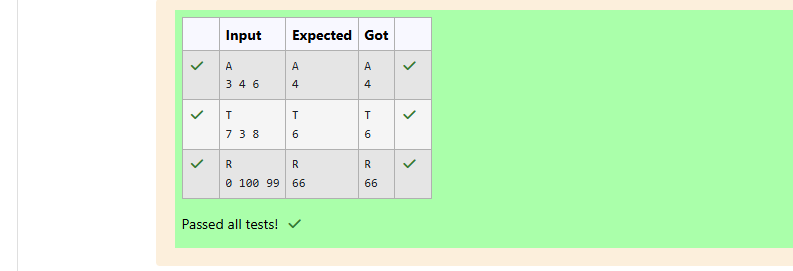 Input Expected Got
A A A
3 4 6 4 4
T T T
7 3 8 6 6
R R R
0 100 99 66 66
Passed all tests!